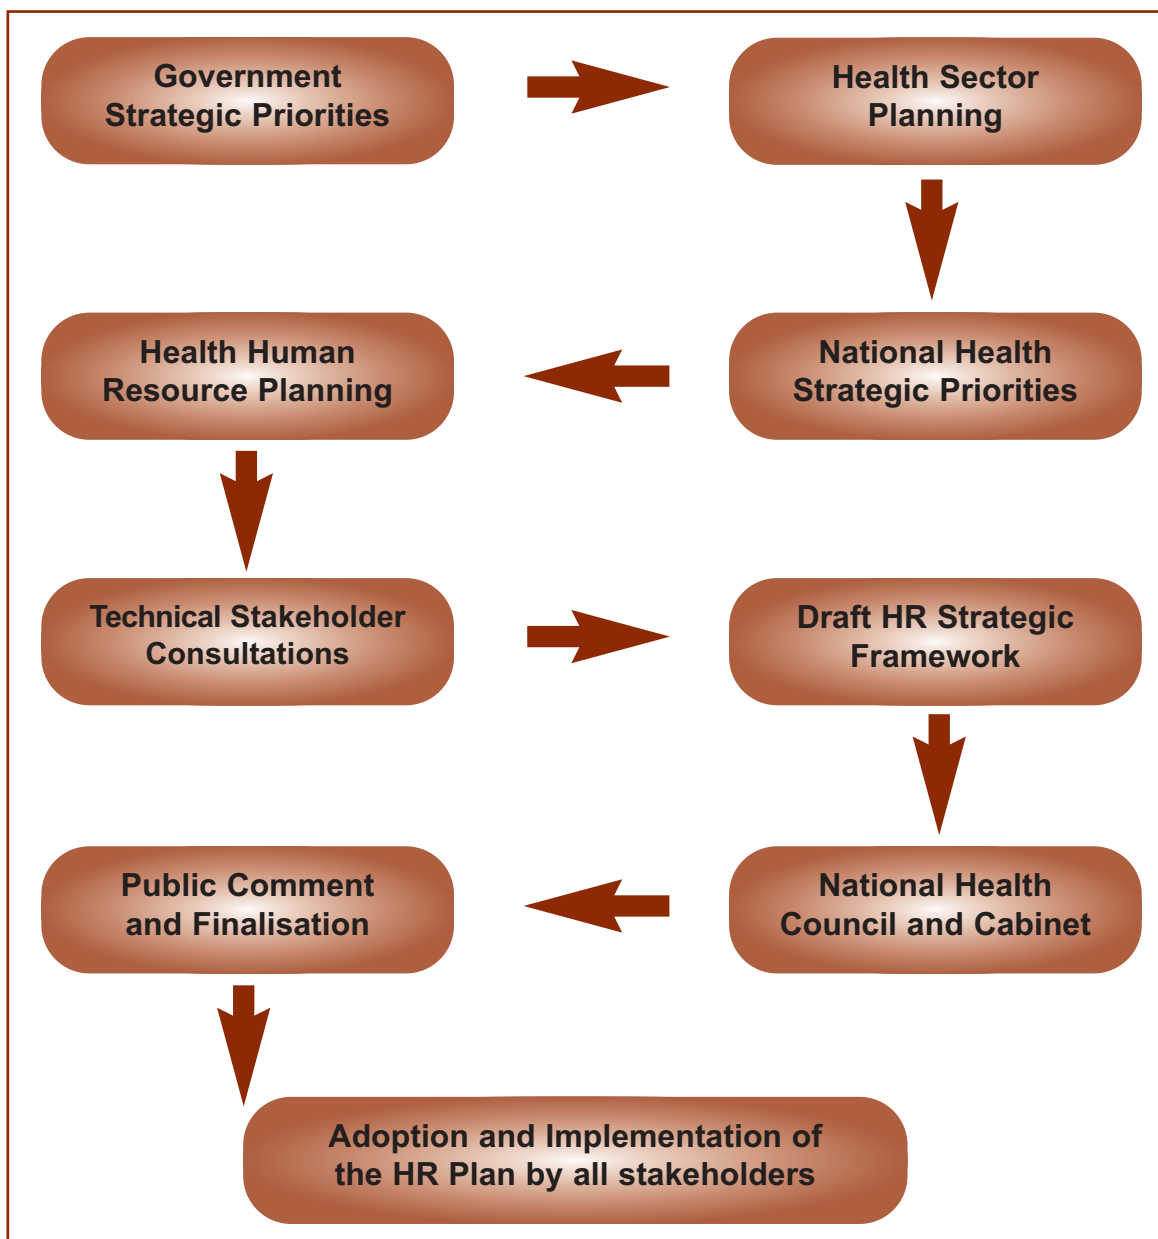 Government
Strategic Priorities
Health Sector
Planning
National Health
Strategic Priorities
Health Human
Resource Planning
Technical Stakeholder
Consultations
Draft HR Strategic
Framework
National Health
Council and Cabinet
Public Comment
and Finalisation
Adoption and Implementation of
the HR Plan by all stakeholders